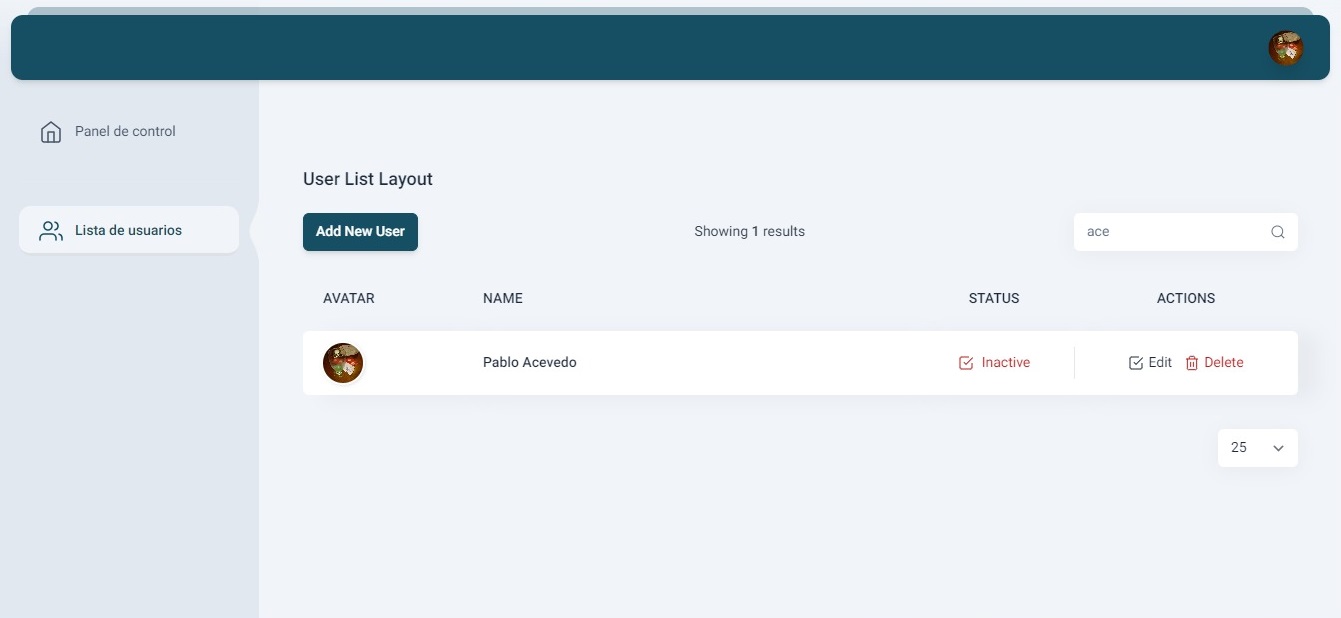 Panel de control
Lista de usuarios
User List Layout
Add New User
Showing 1 results
ace
AVATAR NAME STATUS ACTIONS
Pablo Acevedo Inactive Edit Delete
25